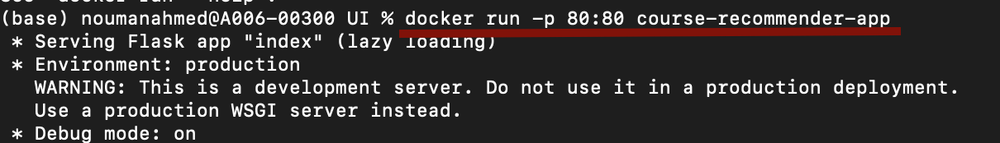 (base) noumanahmed@A006-00300 UI % docker run -p 80:80 course-recommender-app
* Serving Flask app "index" (lazy loading)
* Environment: production
WARNING: This is a development server. Do not use it in a production deployment.
Use a production WSGI server instead.
* Debug mode: on